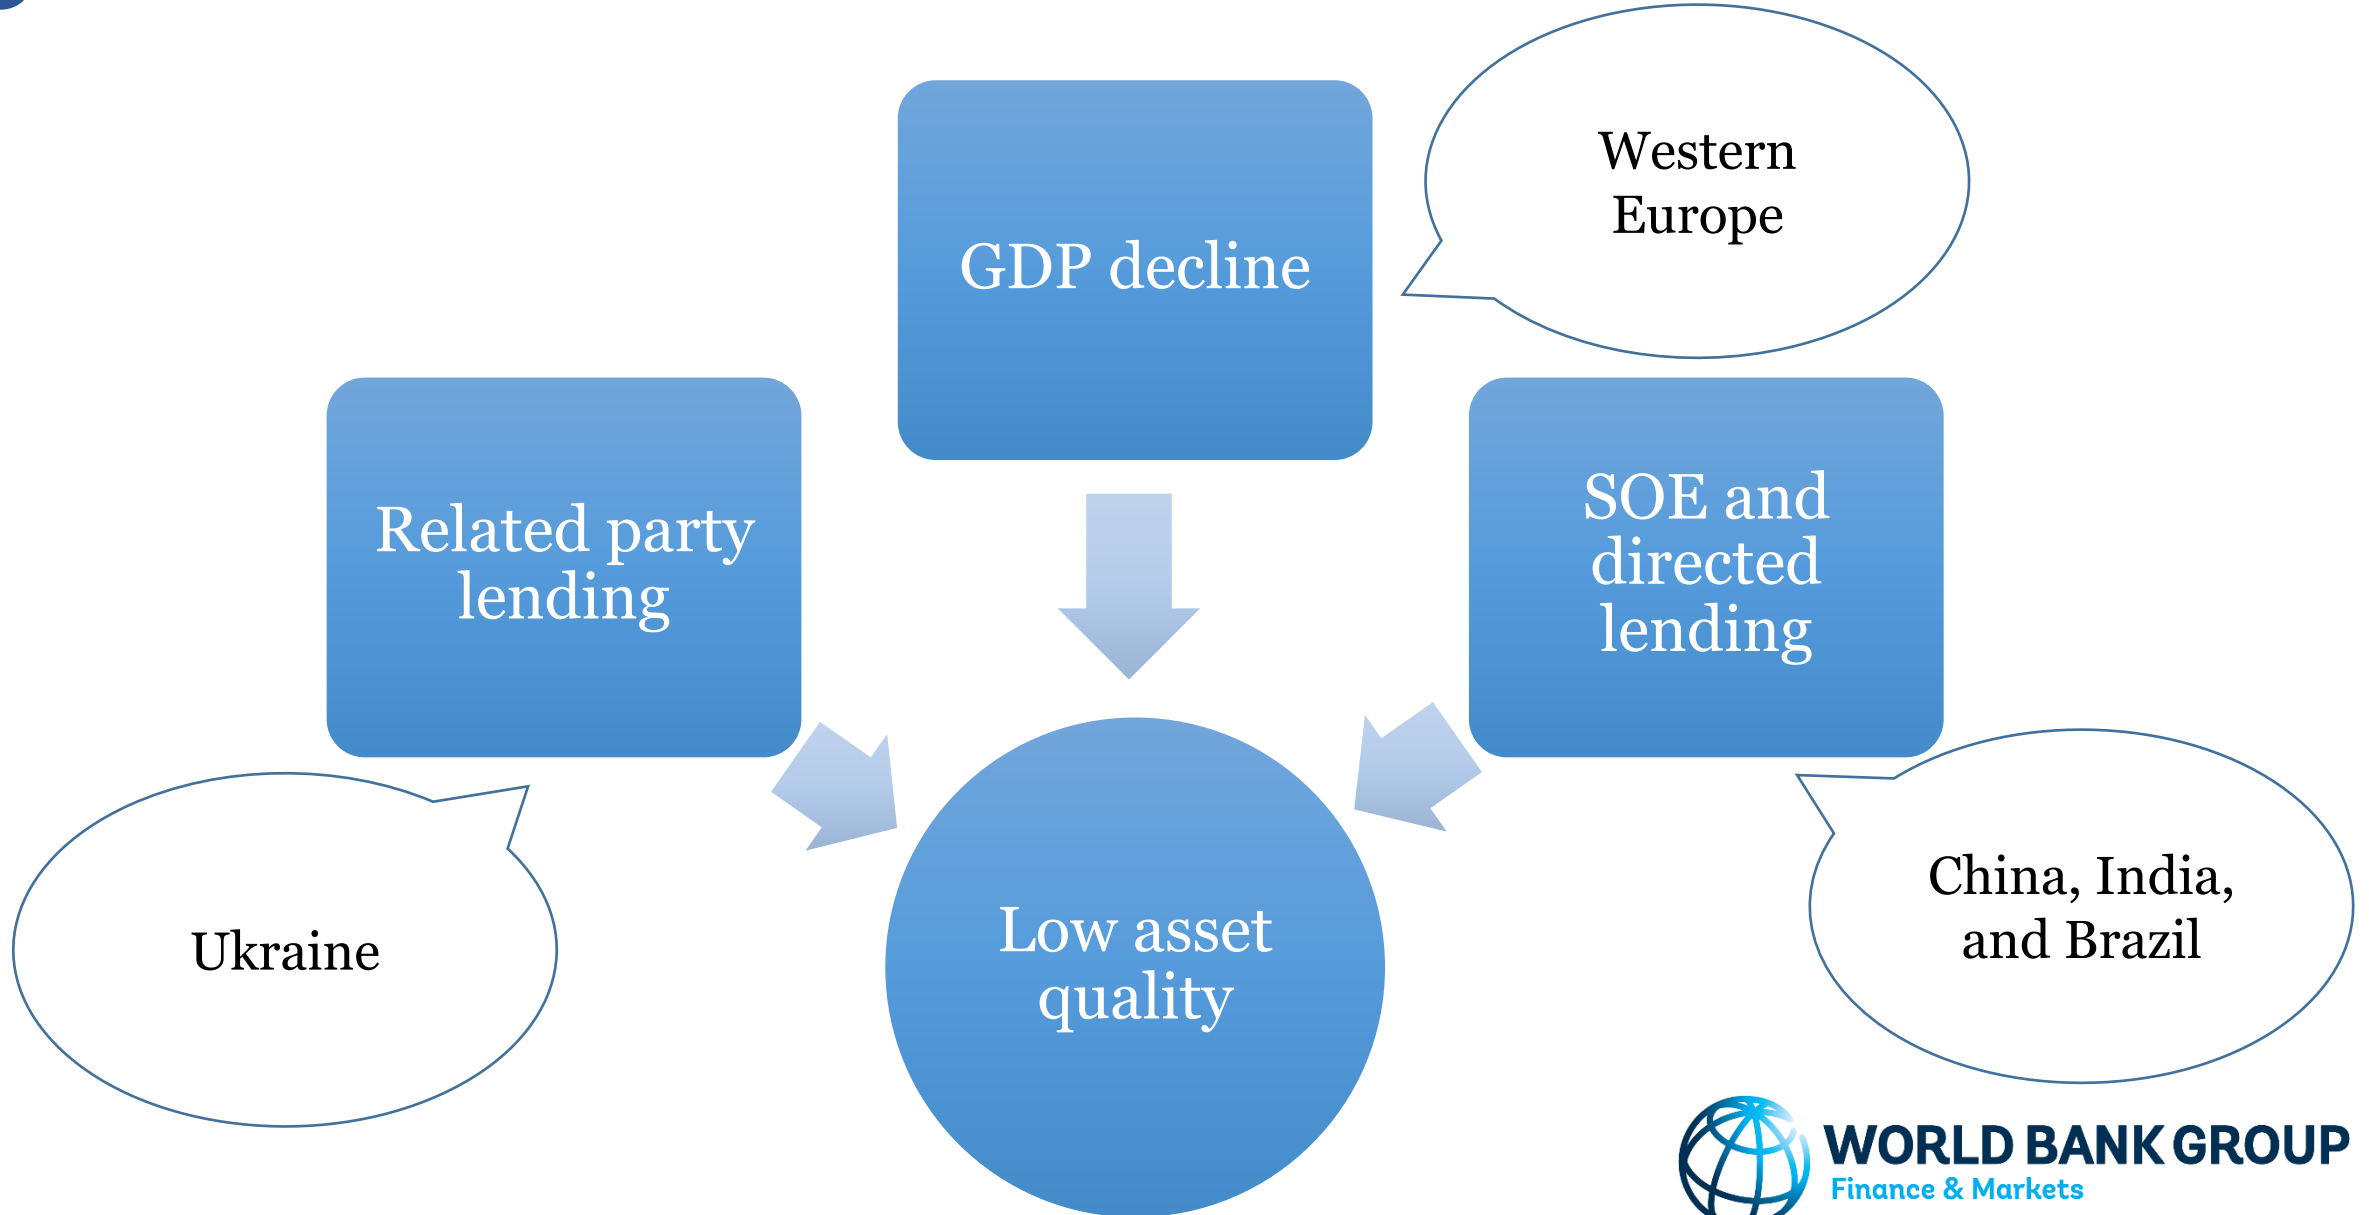 Western
Europe
GDP decline
Related party
lending
SOE and
directed
lending
Ukraine
Low asset
quality
China, India,
and Brazil
WORLD BANK GROUP
Finance & Markets